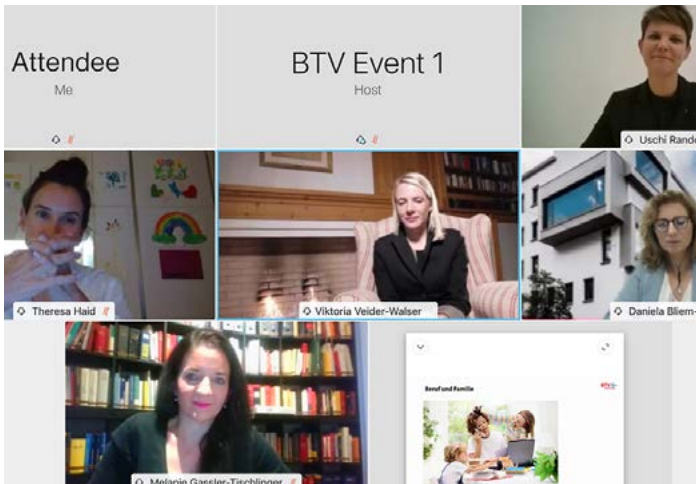 Attendee
Me
BTV Event 1
Host
Uschi
Theresa Haid
Viktoria Veider-Walser
Daniela Bliem-
Melanie Gassler-Tischlinger
Beruf und Familie
BTV